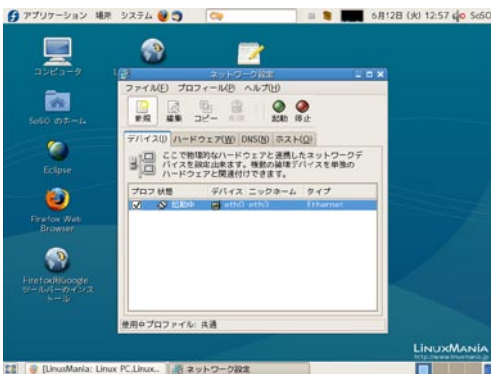 アプリケーション 場所 システム
6月12日 (火) 12:57
SoSO
コンピュータ
SoSO のホーム
Eclipse
Firefox Web
Browser
Firefox用Google
ツールバーのインス
トール
ネットワーク設定
ファイル(F) プロフィール(P) ヘルプ(H)
新規 編集 コピー 削除 起動 停止
デバイス(I) ハードウェア(W) DNS(N) ホスト(O)
ここで物理的なハードウェアと連携したネットワークデ
バイスを設定出来ます。複数の論理デバイスを単独の
ハードウェアと関連付けできます。
プロフ 状態 デバイス ニックネーム タイプ
起動中 eth0 eth0 Ethernet
使用中プロファイル: 共通
LINUXMANIA
http://www.linuxmania.jp
[LinuxMania: Linux PC,Linux... ネットワーク設定